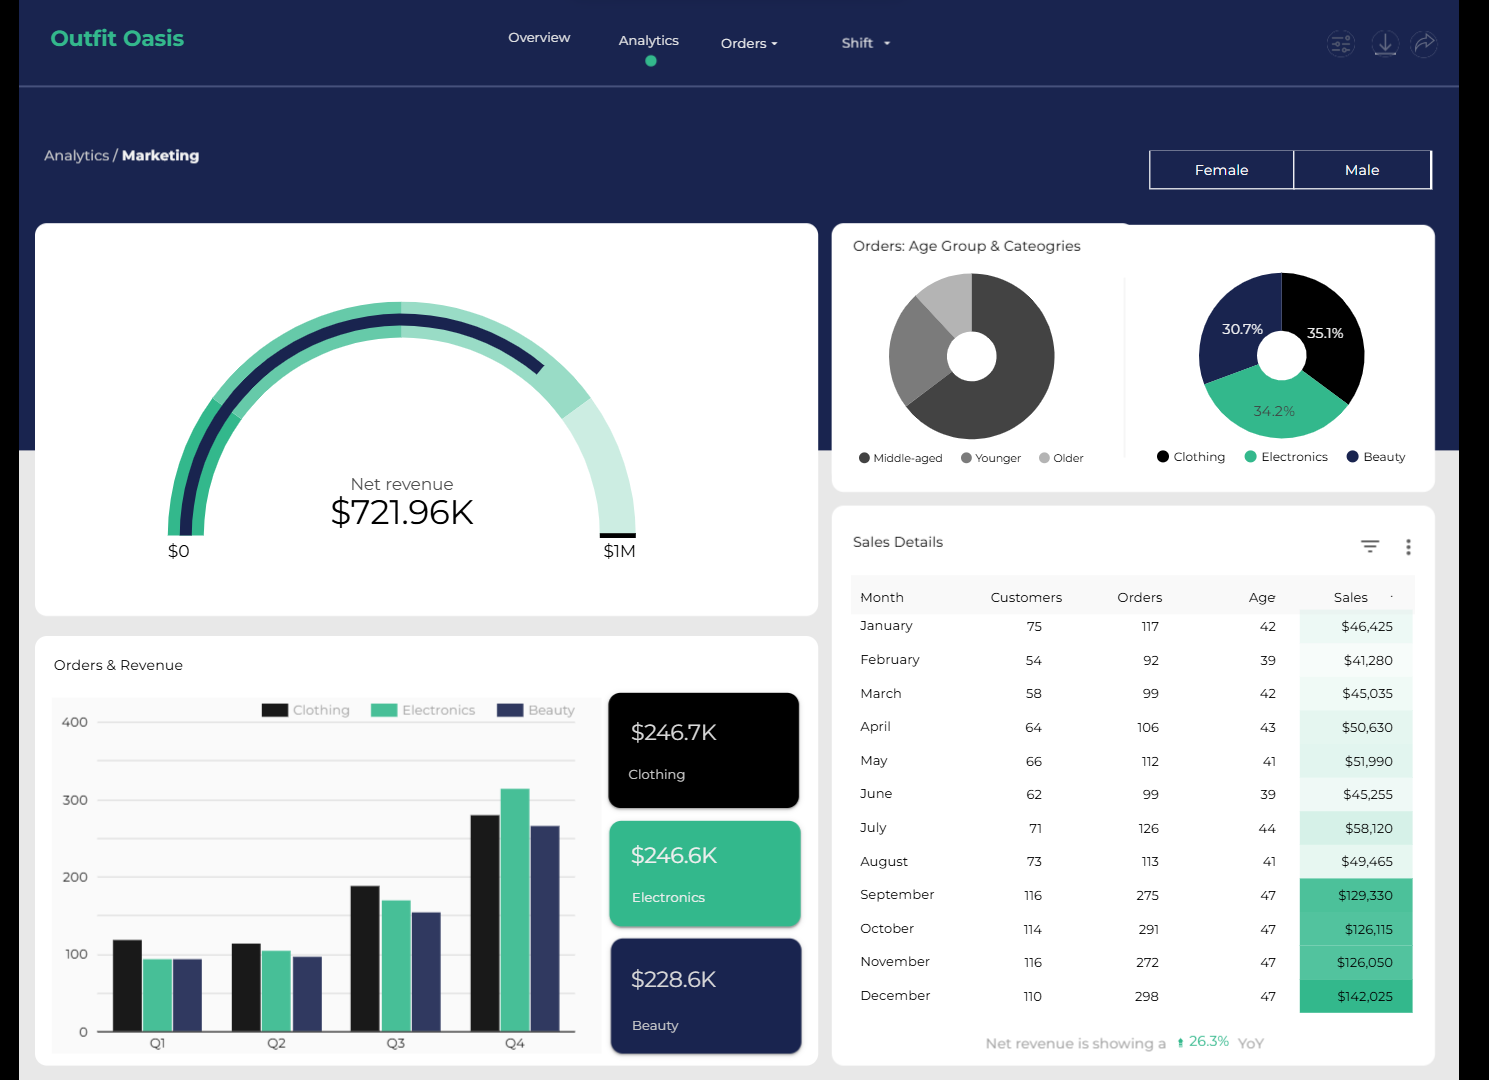 Outfit Oasis
Overview
Analytics
Orders
Shift
Analytics / Marketing
Female
Male
Net revenue
$721.96K
$0
$1M
Orders: Age Group & Cateogries
30.7%
35.1%
34.2%
Middle-aged Younger Older
Clothing Electronics Beauty
Orders & Revenue
Clothing Electronics Beauty
400
300
200
100
0
Q1 Q2 Q3 Q4
$246.7K
Clothing
$246.6K
Electronics
$228.6K
Beauty
Sales Details
Month Customers Orders Age Sales
January 75 117 42 $46,425
February 54 92 39 $41,280
March 58 99 42 $45,035
April 64 106 43 $50,630
May 66 112 41 $51,990
June 62 99 39 $45,255
July 71 126 44 $58,120
August 73 113 41 $49,465
September 116 275 47 $129,330
October 114 291 47 $126,115
November 116 272 47 $126,050
December 110 298 47 $142,025
Net revenue is showing a 26.3% YoY